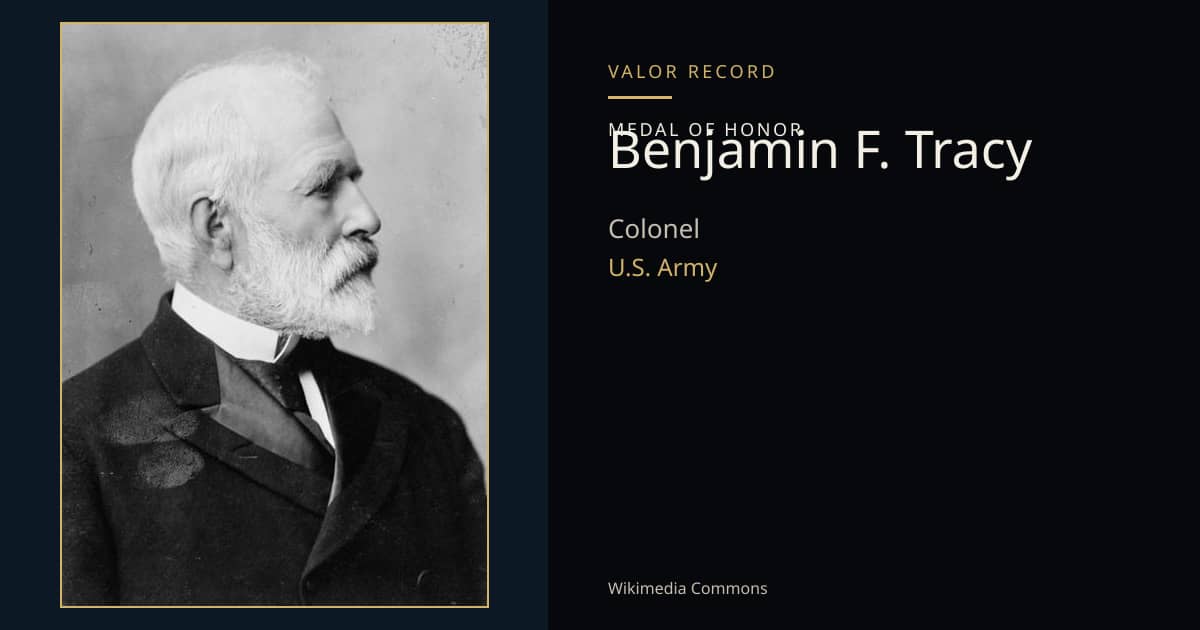 VALOR RECORD
MEDAL OF HONOR
Benjamin F. Tracy
Colonel
U.S. Army
Wikimedia Commons